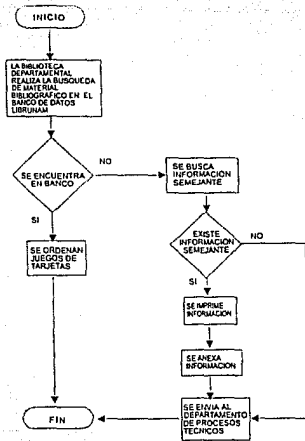 INICIO
LA BIBLIOTECA
DEPARTAMENTAL
REALIZA LA BUSQUEDA
DE MATERIAL
BIBLIOGRAFICO EN EL
BANCO DE DATOS
LIBRUNAM
SE ENCUENTRA
EN BANCO
NO
SI
SE BUSCA
INFORMACION
SEMEJANTE
EXISTE
INFORMACION
SEMEJANTE
NO
SI
SE ORDENAN
JUEGOS DE
TARJETAS
SE IMPRIME
INFORMACION
SE ANEXA
INFORMACION
SE ENVIA AL
DEPARTAMENTO
DE PROCESOS
TECNICOS
FIN